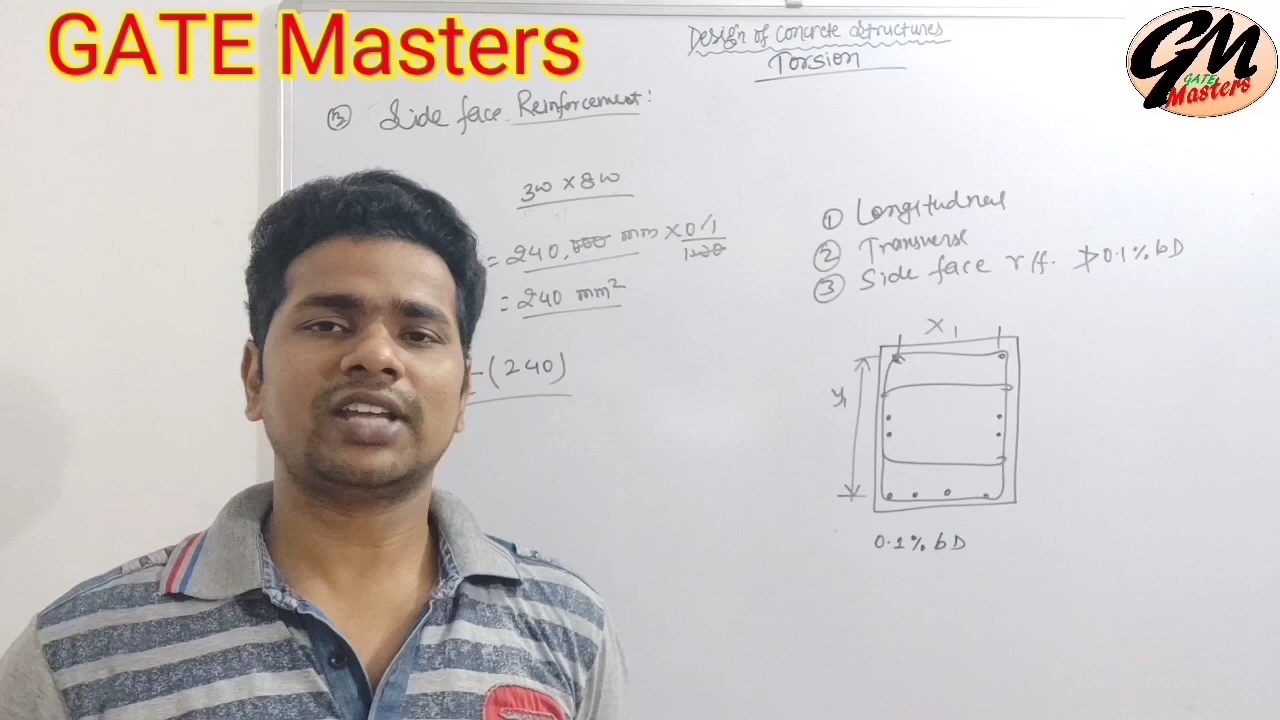 GATE Masters
GM
GATE
Masters
Design of Concrete Structures
Torsion
③ Side face Reinforcement:
300 × 800
= 240,000 mm × 0.1/100
= 240 mm²
-(240)
① Longitudinal
② Transverse
③ Side face r/f. ≯0.1% bD
X1
y1
0.1% bD